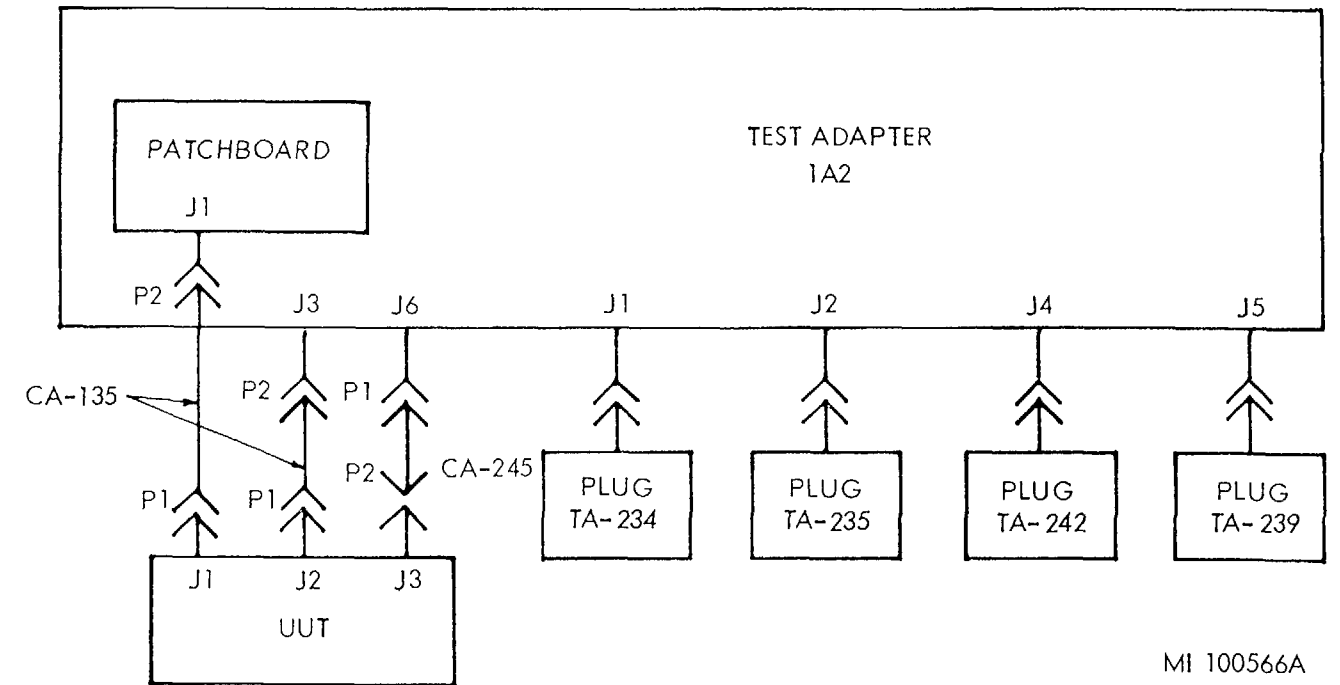 TEST ADAPTER
1A2
PATCHBOARD
J1
P2
J3
J6
J1
J2
J4
J5
CA-135
P2
P1
P1
P1
P2
CA-245
PLUG
TA-234
PLUG
TA-235
PLUG
TA-242
PLUG
TA-239
J1
J2
J3
UUT
MI 100566A